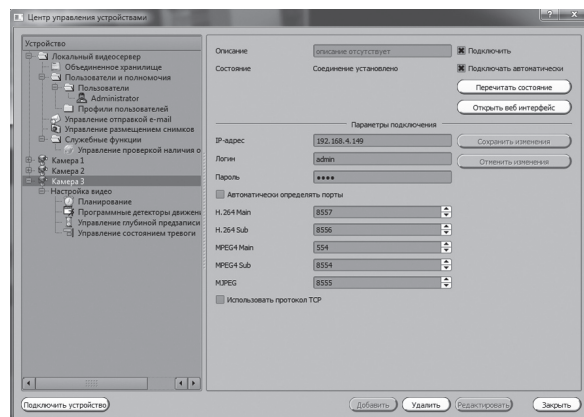 Центр управления устройствами
Устройство
Локальный видеосервер
Объединенное хранилище
Пользователи и полномочия
Пользователи
Administrator
Профили пользователей
Управление отправкой e-mail
Управление размещением снимков
Служебные функции
Управление проверкой наличия о
Камера 1
Камера 2
Камера 3
Настройка видео
Планирование
Программные детекторы движени
Управление глубиной предзаписи
Управление состоянием тревоги
Подключить устройство
Описание
описание отсутствует
Подключить
Состояние
Соединение установлено
Подключать автоматически
Перечитать состояние
Открыть веб интерфейс
Параметры подключения
IP-адрес
192.168.4.149
Сохранить изменения
Логин
admin
Отменить изменения
Пароль
••••
Автоматически определять порты
H.264 Main
8557
H.264 Sub
8556
MPEG4 Main
554
MPEG4 Sub
8554
MJPEG
8555
Использовать протокол TCP
Добавить
Удалить
Редактировать
Закрыть